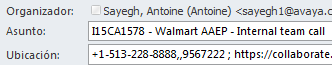 Organizador: Sayegh, Antoine (Antoine) <sayegh1@avaya.c
Asunto: I15CA1578 - Walmart AAEP - Internal team call
Ubicación: +1-513-228-8888,,9567222 ; https://collaborate.